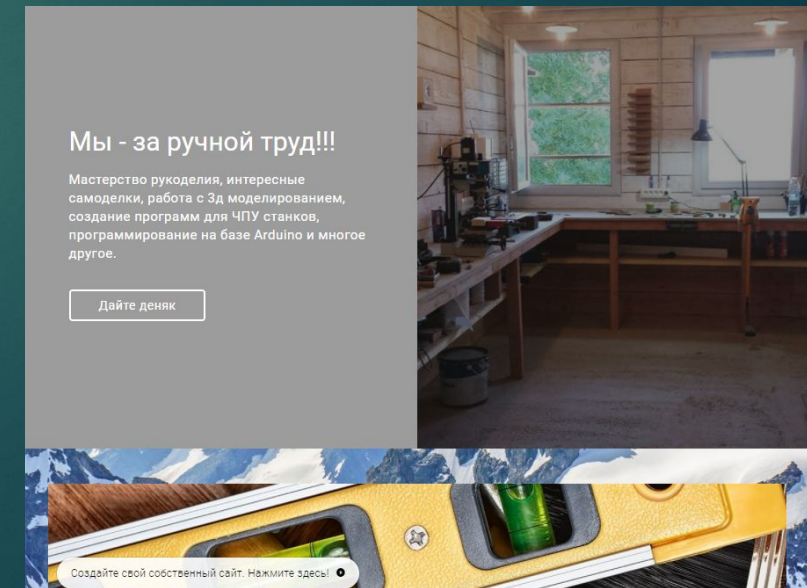 Мы - за ручной труд!!!
Мастерство рукоделия, интересные
самоделки, работа с 3д моделированием,
создание программ для ЧПУ станков,
программирование на базе Arduino и многое
другое.
Дайте деняк
Создайте свой собственный сайт. Нажмите здесь!